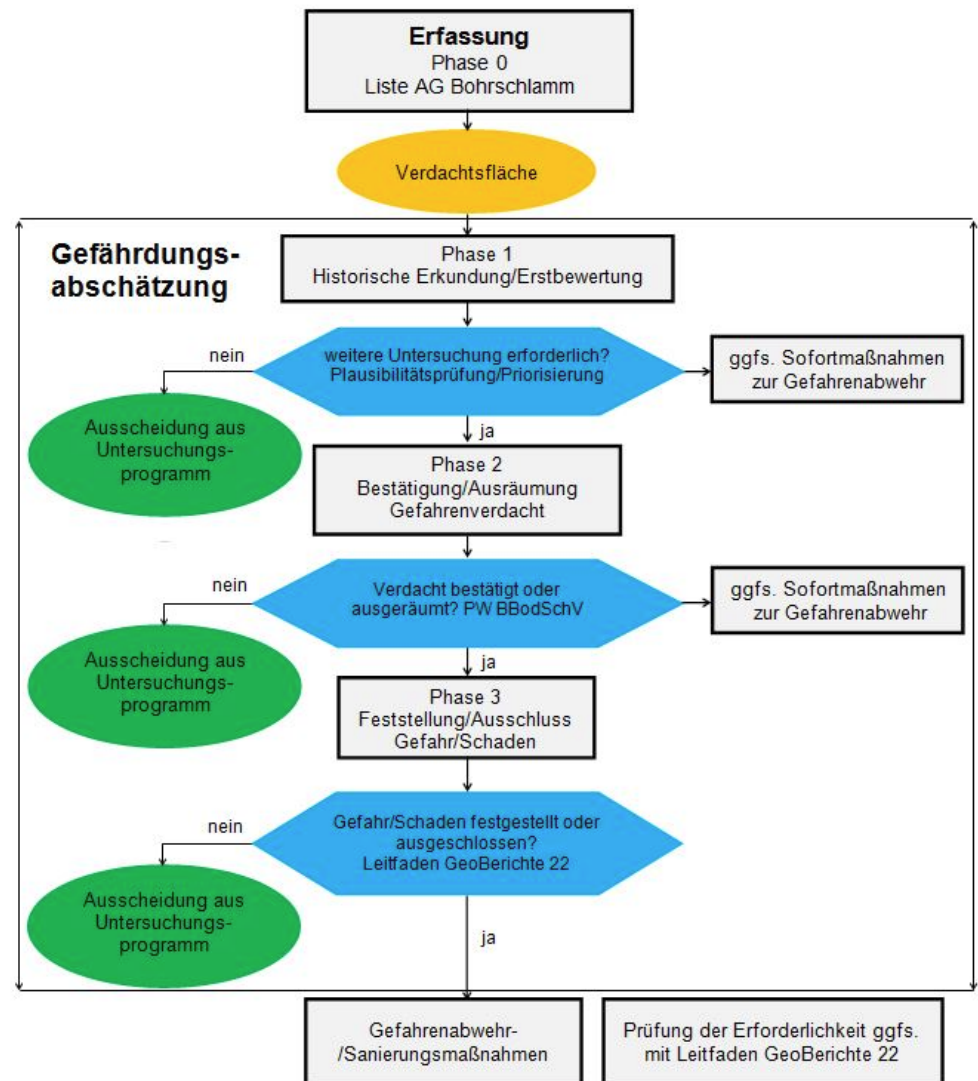 Erfassung
Phase 0
Liste AG Bohrschlamm
Verdachtsfläche
Gefährdungs-
abschätzung
Phase 1
Historische Erkundung/Erstbewertung
nein
weitere Untersuchung erforderlich?
Plausibilitätsprüfung/Priorisierung
ggfs. Sofortmaßnahmen
zur Gefahrenabwehr
Ausscheidung aus
Untersuchungs-
programm
ja
Phase 2
Bestätigung/Ausräumung
Gefahrenverdacht
nein
Verdacht bestätigt oder
ausgeräumt? PW BBodSchV
ggfs. Sofortmaßnahmen
zur Gefahrenabwehr
Ausscheidung aus
Untersuchungs-
programm
ja
Phase 3
Feststellung/Ausschluss
Gefahr/Schaden
nein
Gefahr/Schaden festgestellt oder
ausgeschlossen?
Leitfaden GeoBerichte 22
Ausscheidung aus
Untersuchungs-
programm
ja
Gefahrenabwehr-
/Sanierungsmaßnahmen
Prüfung der Erforderlichkeit ggfs.
mit Leitfaden GeoBerichte 22